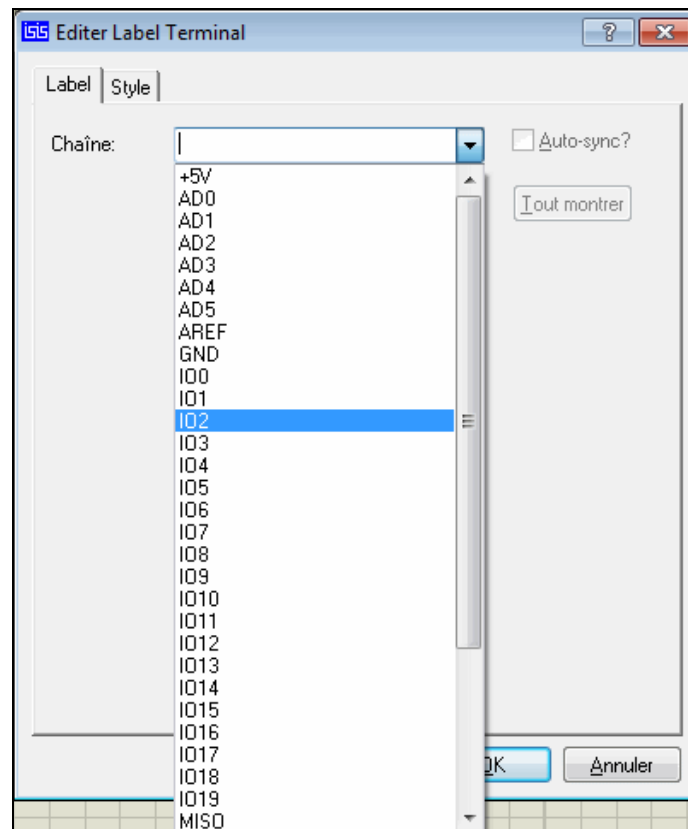 isis Editer Label Terminal
Label Style
Chaîne:
Auto-sync?
Tout montrer
+5V
AD0
AD1
AD2
AD3
AD4
AD5
AREF
GND
IO0
IO1
IO2
IO3
IO4
IO5
IO6
IO7
IO8
IO9
IO10
IO11
IO12
IO13
IO14
IO15
IO16
IO17
IO18
IO19
MISO
OK
Annuler